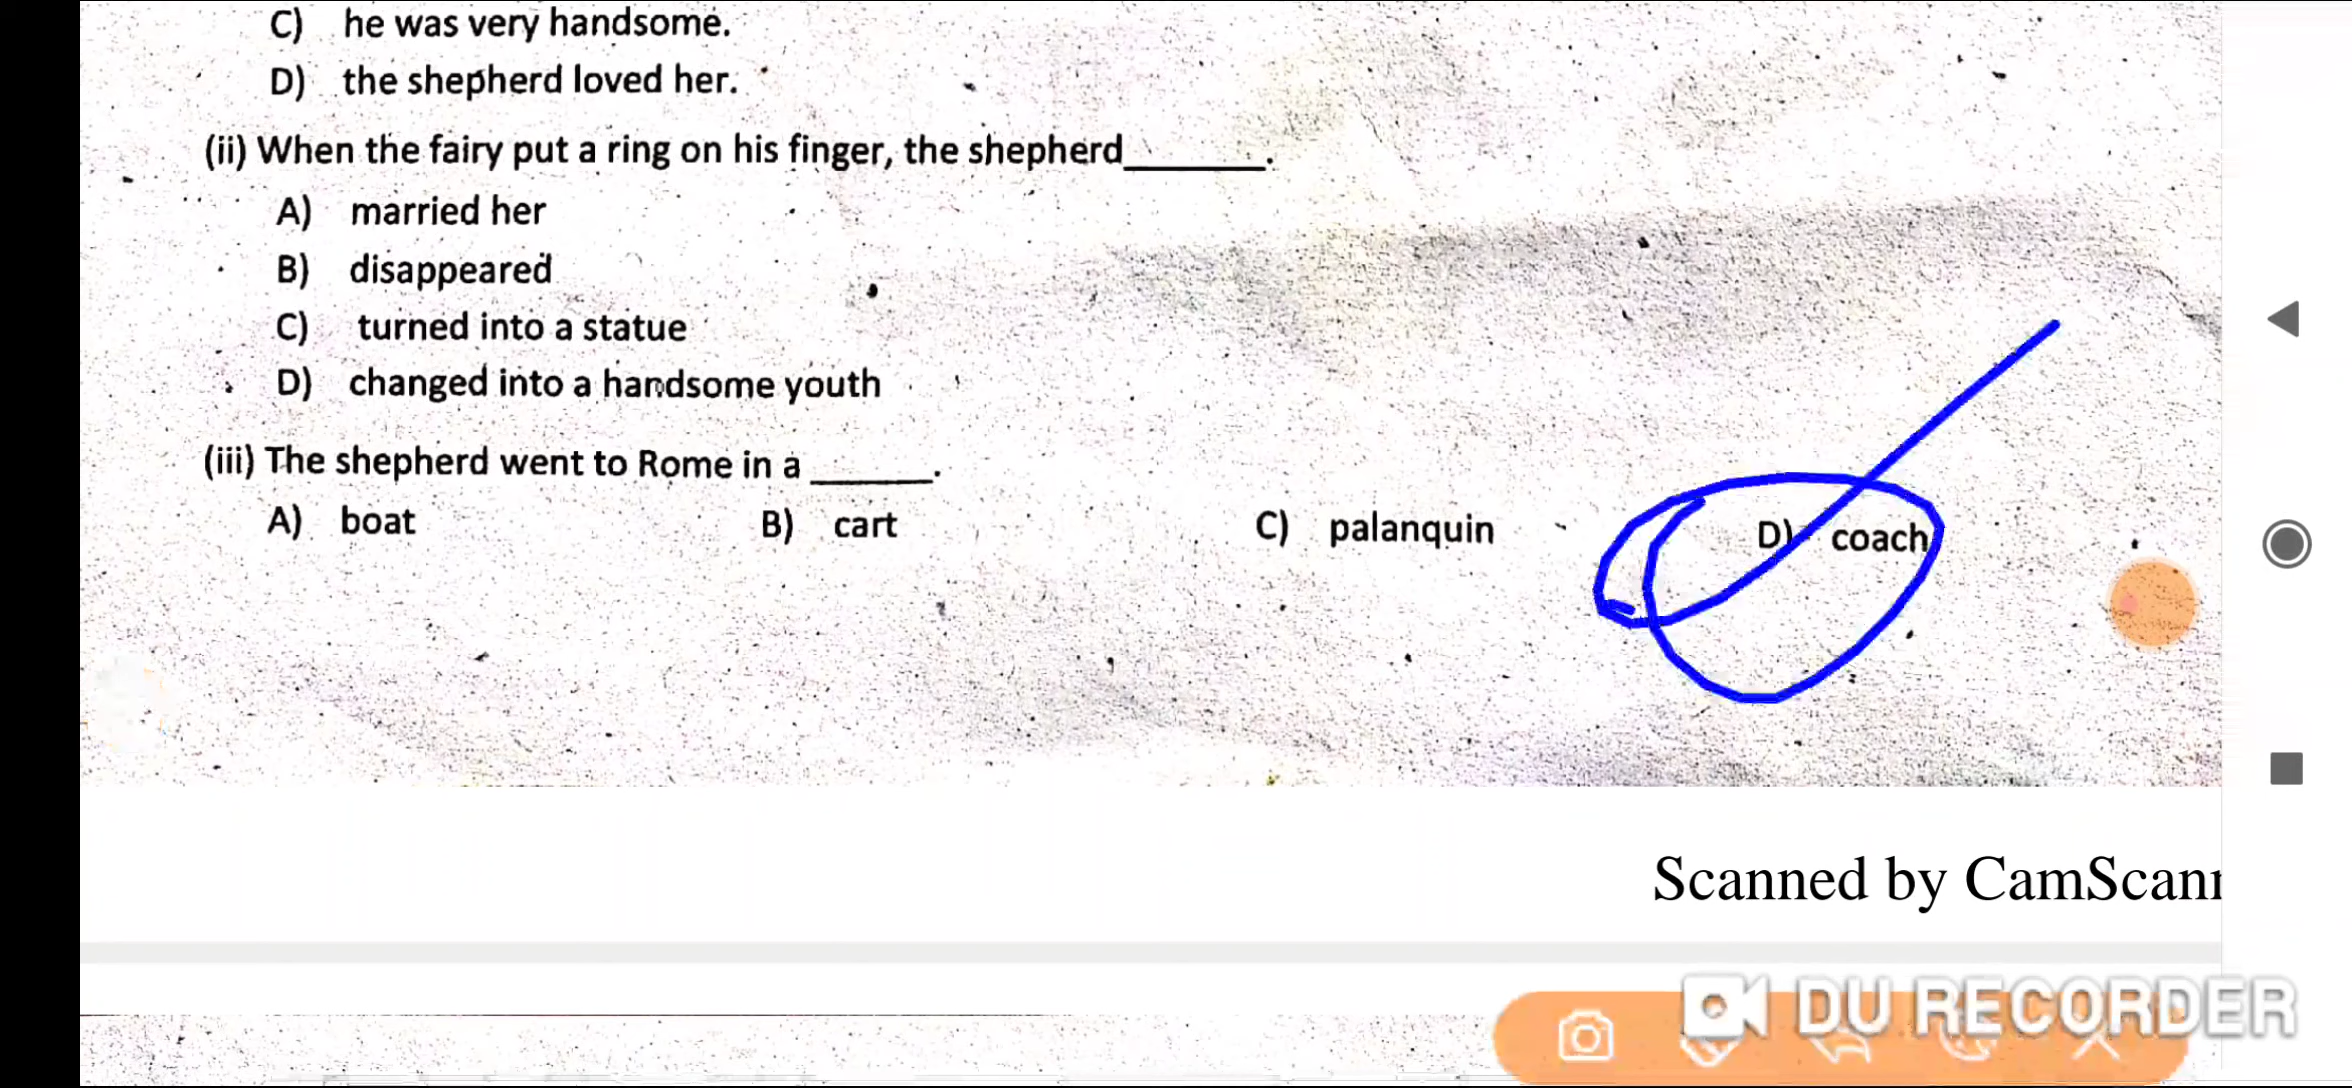 C) he was very handsome.
D) the shepherd loved her.
(ii) When the fairy put a ring on his finger, the shepherd_______.
A) married her
B) disappeared
C) turned into a statue
D) changed into a handsome youth
(iii) The shepherd went to Rome in a ______.
A) boat B) cart C) palanquin D) coach
Scanned by CamScann
DU RECORDER